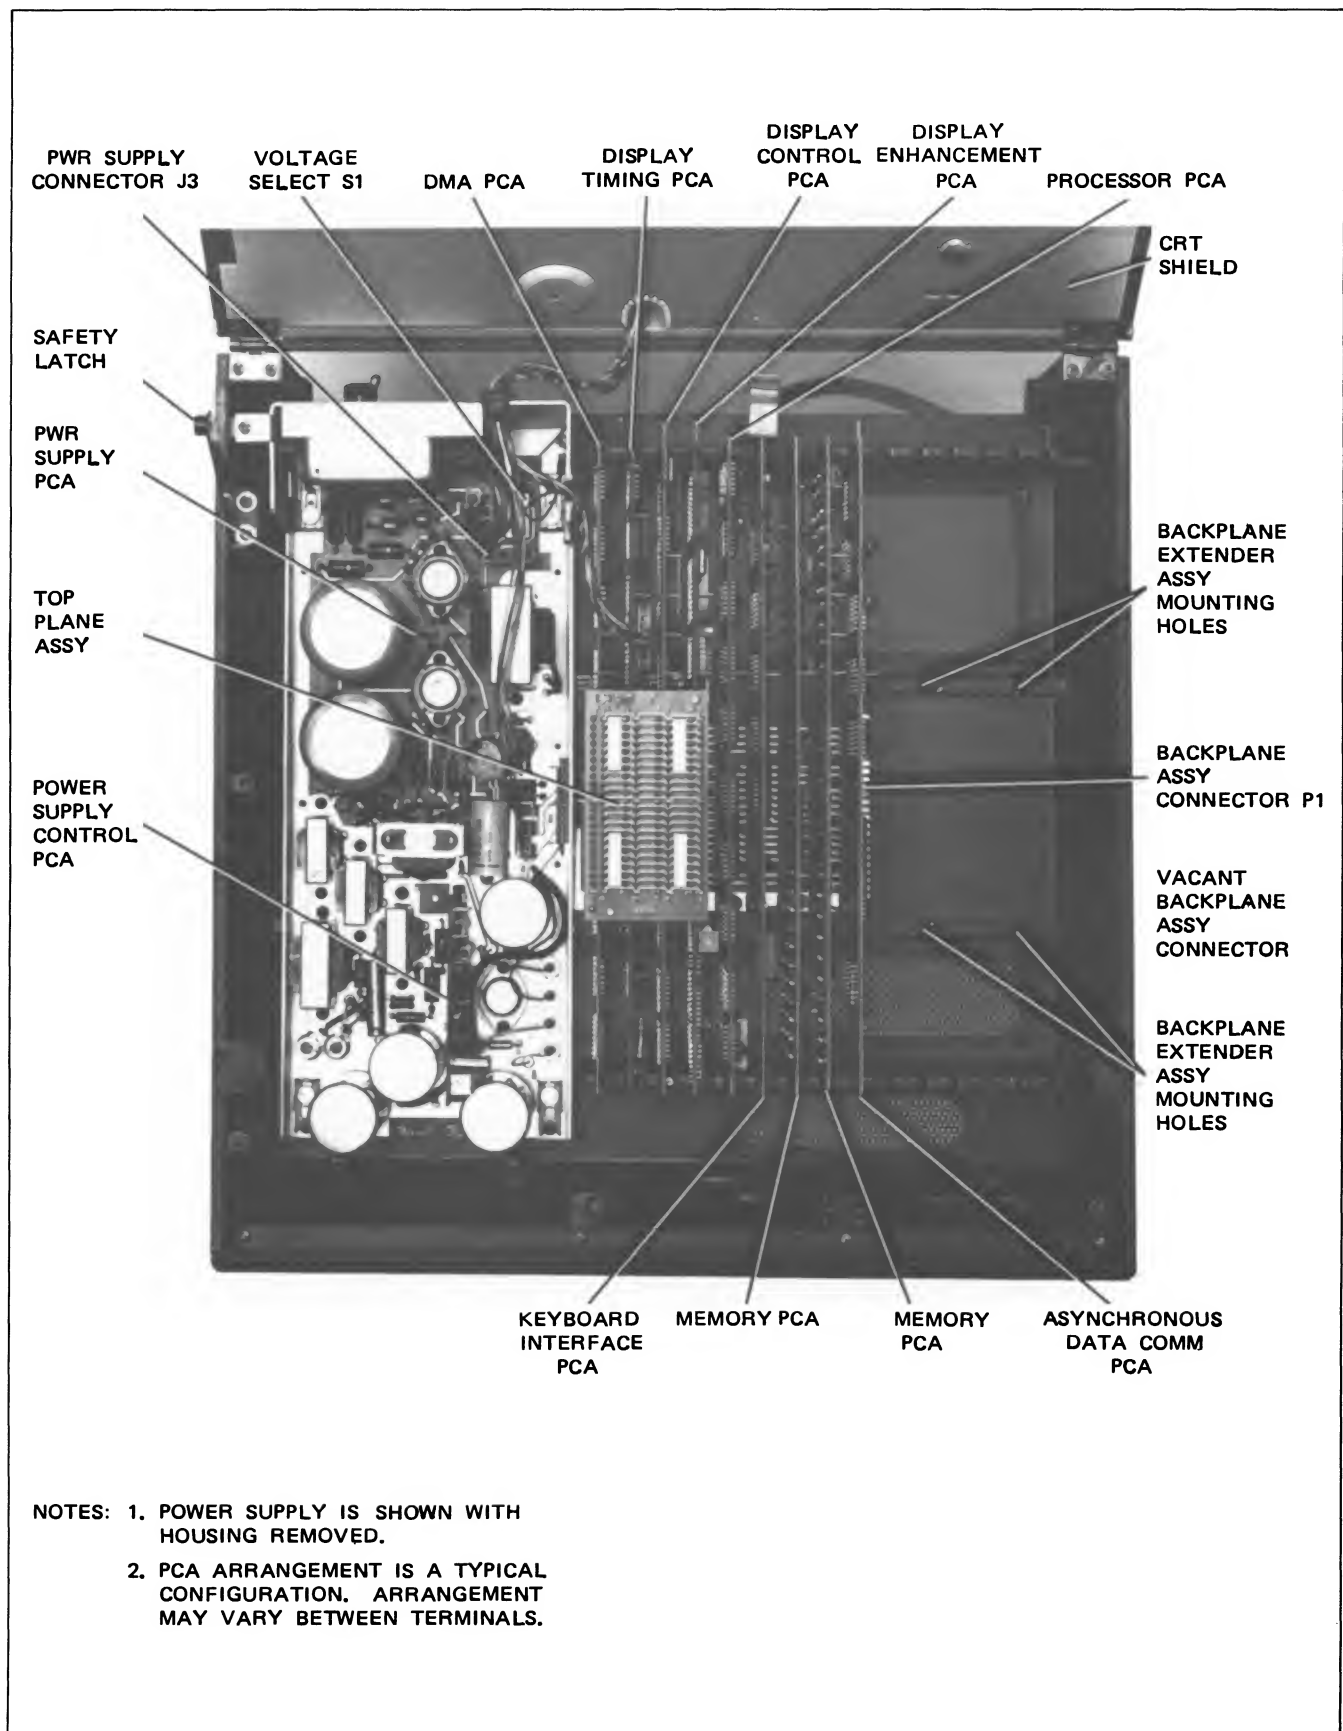 PWR SUPPLY
CONNECTOR J3
VOLTAGE
SELECT S1
DMA PCA
DISPLAY
TIMING PCA
DISPLAY
CONTROL
PCA
DISPLAY
ENHANCEMENT
PCA
PROCESSOR PCA
CRT
SHIELD
SAFETY
LATCH
PWR
SUPPLY
PCA
TOP
PLANE
ASSY
POWER
SUPPLY
CONTROL
PCA
BACKPLANE
EXTENDER
ASSY
MOUNTING
HOLES
BACKPLANE
ASSY
CONNECTOR P1
VACANT
BACKPLANE
ASSY
CONNECTOR
BACKPLANE
EXTENDER
ASSY
MOUNTING
HOLES
KEYBOARD
INTERFACE
PCA
MEMORY PCA
MEMORY
PCA
ASYNCHRONOUS
DATA COMM
PCA
NOTES: 1. POWER SUPPLY IS SHOWN WITH
HOUSING REMOVED.
2. PCA ARRANGEMENT IS A TYPICAL
CONFIGURATION. ARRANGEMENT
MAY VARY BETWEEN TERMINALS.